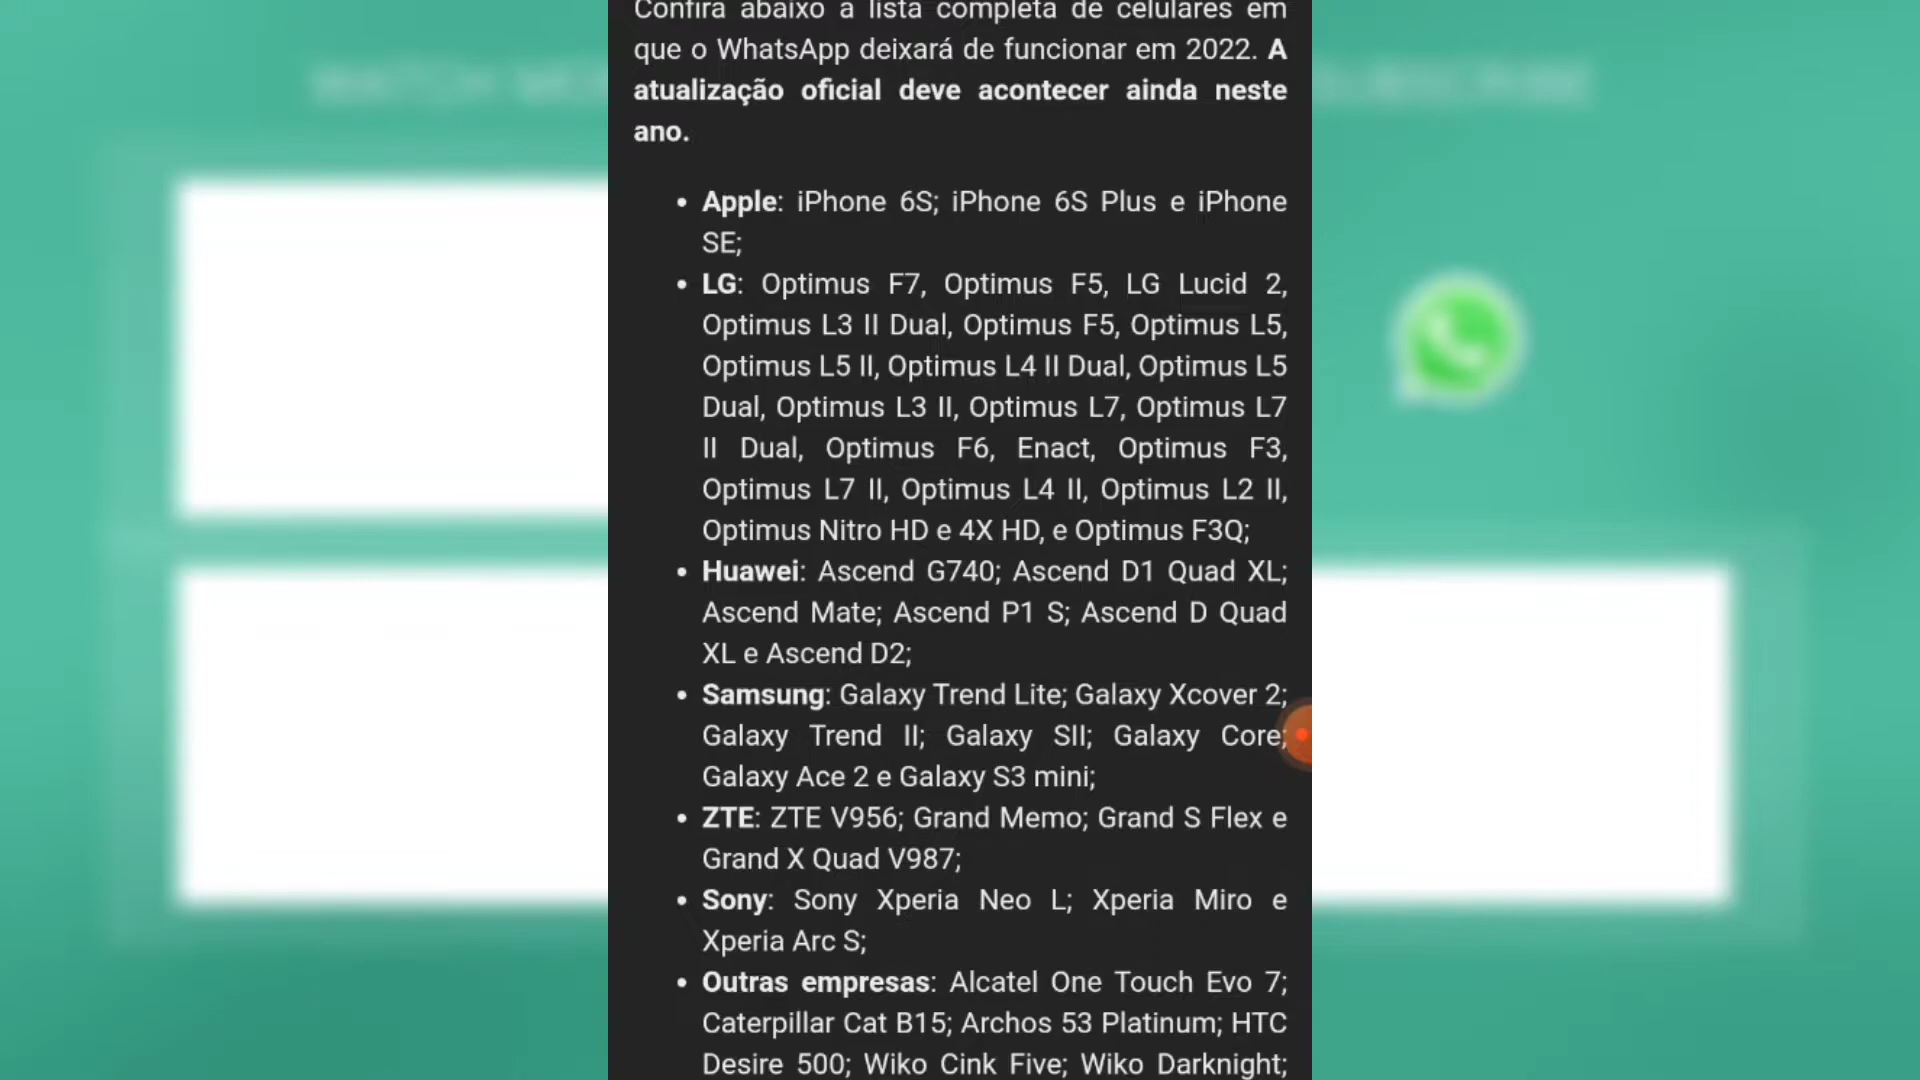 Confira abaixo a lista completa de celulares em
que o WhatsApp deixará de funcionar em 2022. A
atualização oficial deve acontecer ainda neste
ano.
• Apple: iPhone 6S; iPhone 6S Plus e iPhone
SE;
• LG: Optimus F7, Optimus F5, LG Lucid 2,
Optimus L3 II Dual, Optimus F5, Optimus L5,
Optimus L5 II, Optimus L4 II Dual, Optimus L5
Dual, Optimus L3 II, Optimus L7, Optimus L7
II Dual, Optimus F6, Enact, Optimus F3,
Optimus L7 II, Optimus L4 II, Optimus L2 II,
Optimus Nitro HD e 4X HD, e Optimus F3Q;
• Huawei: Ascend G740; Ascend D1 Quad XL;
Ascend Mate; Ascend P1 S; Ascend D Quad
XL e Ascend D2;
• Samsung: Galaxy Trend Lite; Galaxy Xcover 2;
Galaxy Trend II; Galaxy SII; Galaxy Core;
Galaxy Ace 2 e Galaxy S3 mini;
• ZTE: ZTE V956; Grand Memo; Grand S Flex e
Grand X Quad V987;
• Sony: Sony Xperia Neo L; Xperia Miro e
Xperia Arc S;
• Outras empresas: Alcatel One Touch Evo 7;
Caterpillar Cat B15; Archos 53 Platinum; HTC
Desire 500; Wiko Cink Five; Wiko Darknight;